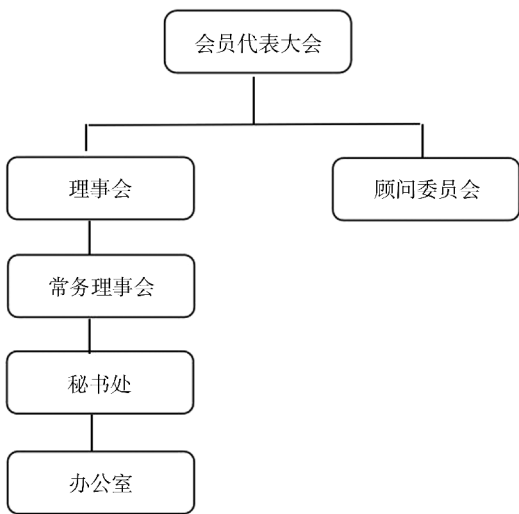 会员代表大会
理事会
顾问委员会
常务理事会
秘书处
办公室